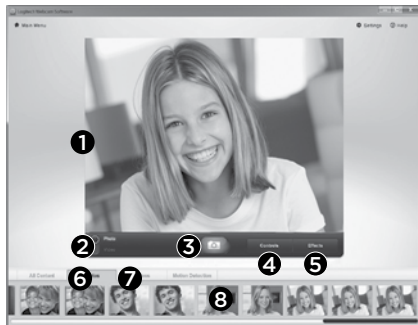 Logitech Webcam Software
Main Menu
Settings
Help
1
2
Photo
3
Controls
Effects
4
5
All Content
Motion Detection
6
7
8